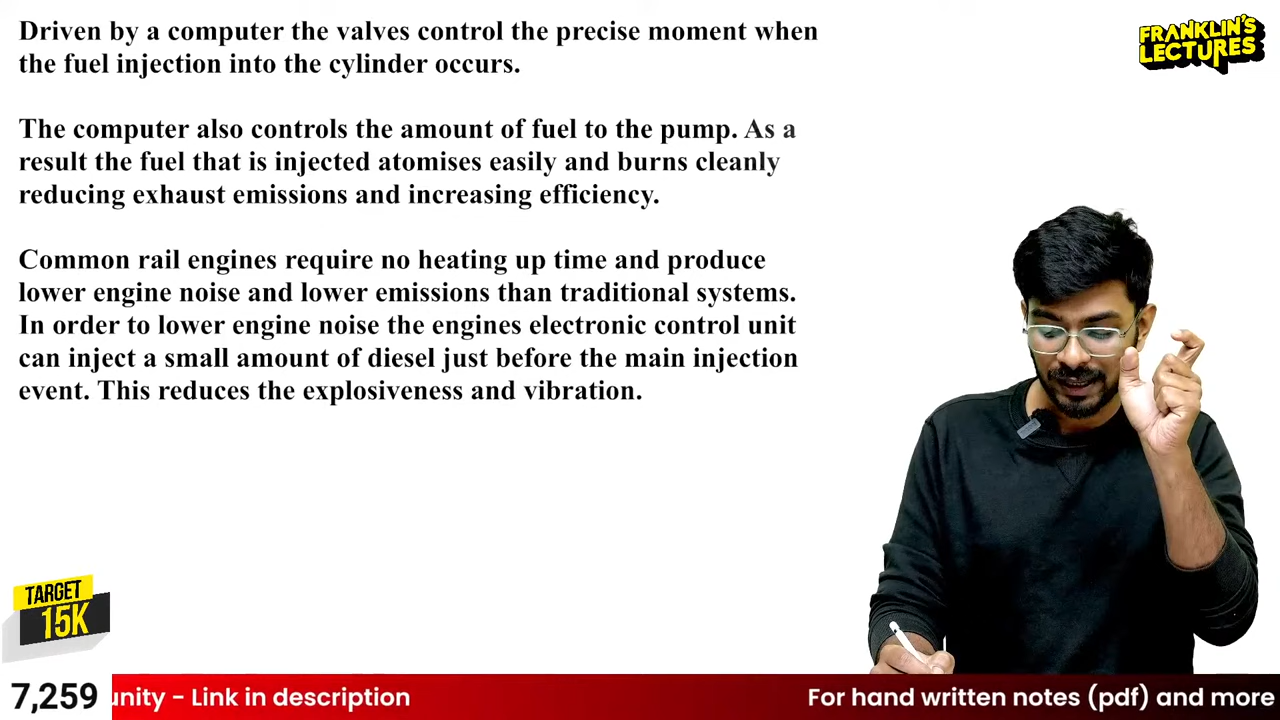 Driven by a computer the valves control the precise moment when
the fuel injection into the cylinder occurs.
The computer also controls the amount of fuel to the pump. As a
result the fuel that is injected atomises easily and burns cleanly
reducing exhaust emissions and increasing efficiency.
Common rail engines require no heating up time and produce
lower engine noise and lower emissions than traditional systems.
In order to lower engine noise the engines electronic control unit
can inject a small amount of diesel just before the main injection
event. This reduces the explosiveness and vibration.
FRANKLIN'S
LECTURES
TARGET
15K
7,259
unity - Link in description
For hand written notes (pdf) and more